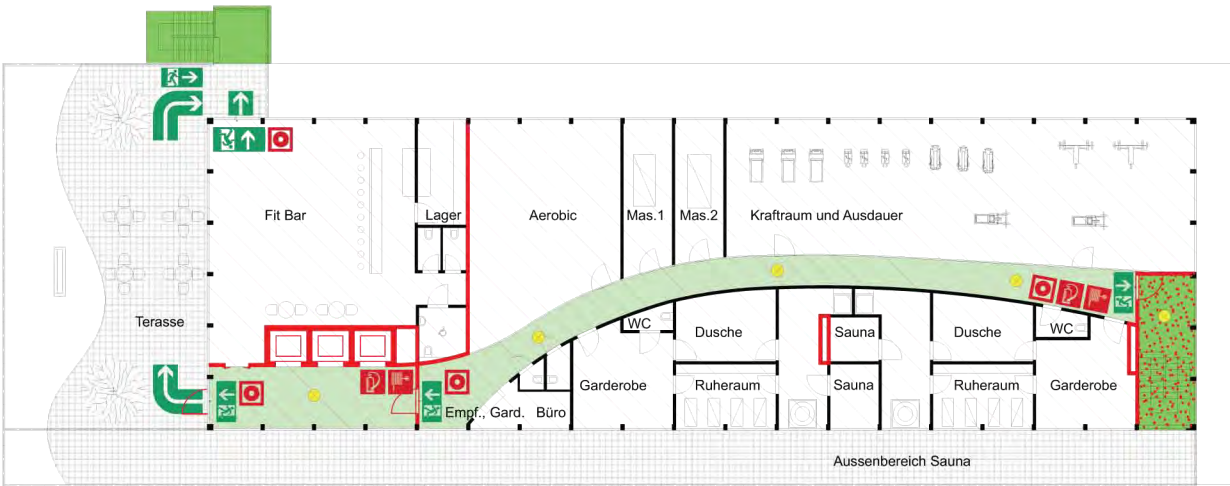 Fit Bar
Lager
Aerobic
Mas.1
Mas.2
Kraftraum und Ausdauer
Terasse
WC
Dusche
Sauna
Dusche
WC
Garderobe
Ruheraum
Sauna
Ruheraum
Garderobe
Empf., Gard.
Büro
Aussenbereich Sauna